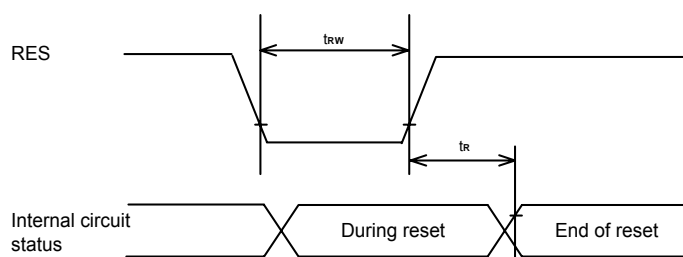 RES
tRW
tR
Internal circuit
status
During reset
End of reset